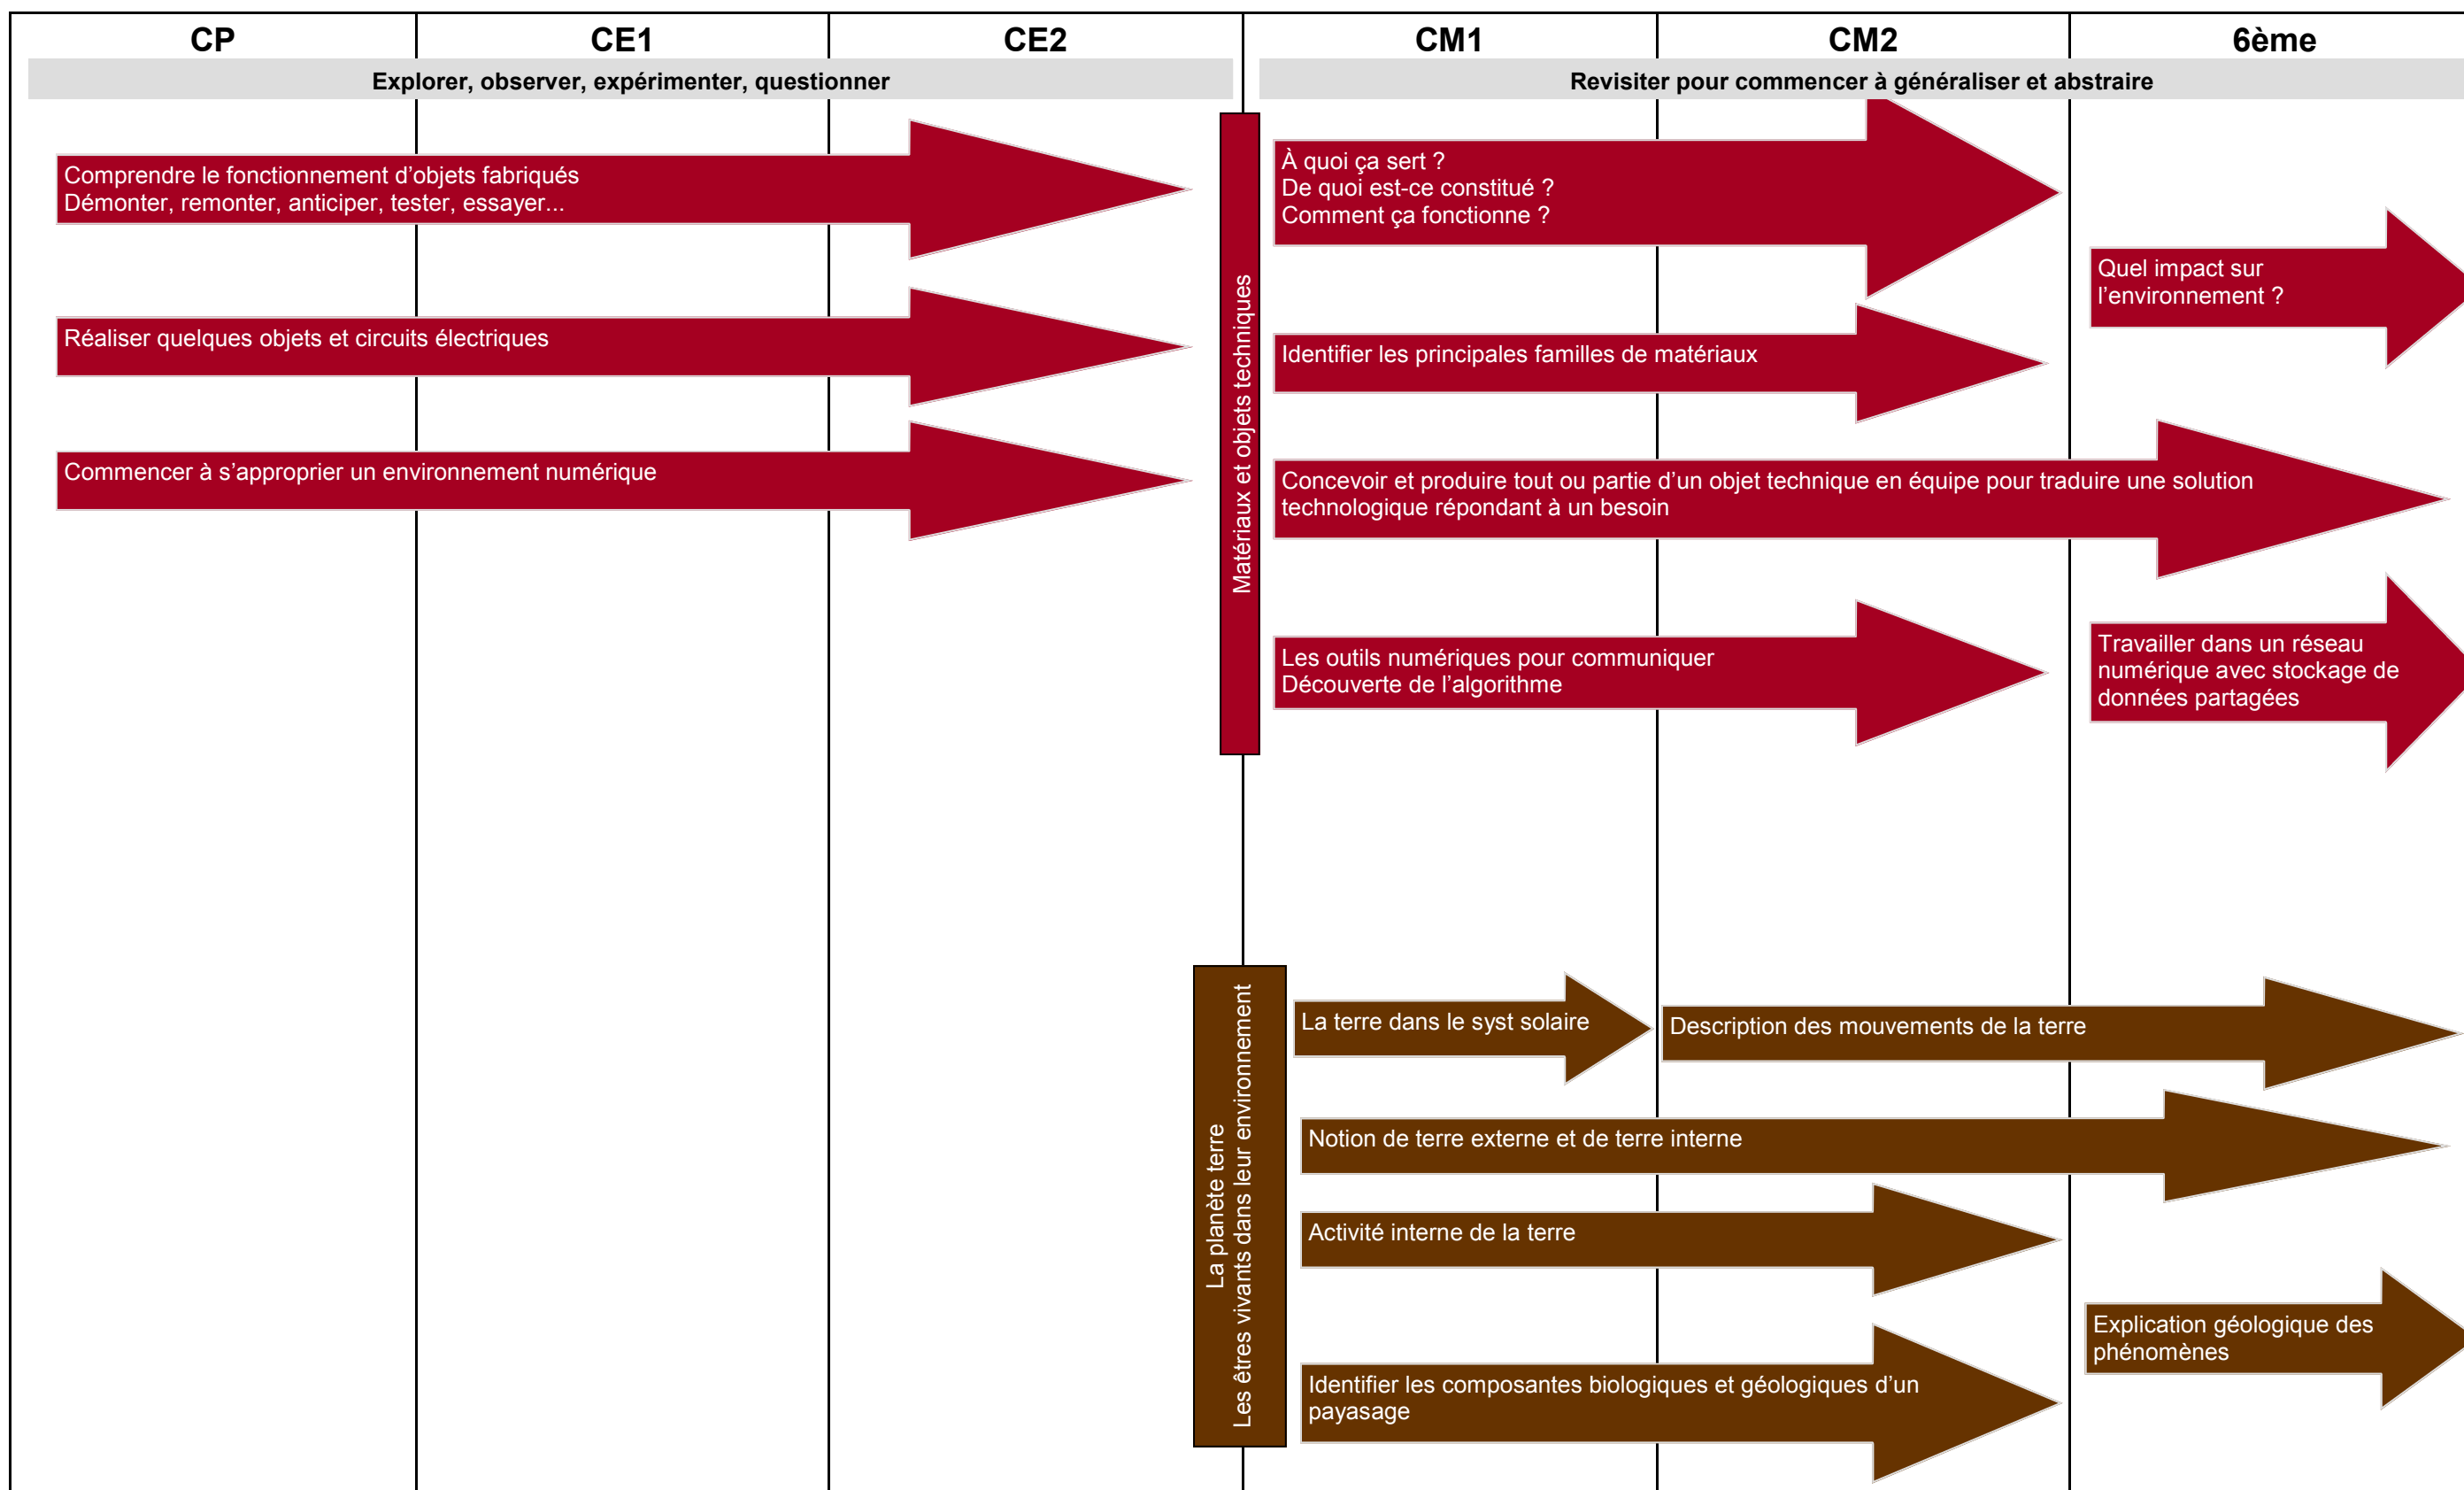 CP
CE1
CE2
CM1
CM2
6ème
Explorer, observer, expérimenter, questionner
Revisiter pour commencer à généraliser et abstraire
Comprendre le fonctionnement d’objets fabriqués
Démonter, remonter, anticiper, tester, essayer...
Réaliser quelques objets et circuits électriques
Commencer à s’approprier un environnement numérique
Matériaux et objets techniques
À quoi ça sert ?
De quoi est-ce constitué ?
Comment ça fonctionne ?
Quel impact sur
l’environnement ?
Identifier les principales familles de matériaux
Concevoir et produire tout ou partie d’un objet technique en équipe pour traduire une solution
technologique répondant à un besoin
Les outils numériques pour communiquer
Découverte de l’algorithme
Travailler dans un réseau
numérique avec stockage de
données partagées
La planète terre
Les êtres vivants dans leur environnement
La terre dans le syst solaire
Description des mouvements de la terre
Notion de terre externe et de terre interne
Activité interne de la terre
Explication géologique des
phénomènes
Identifier les composantes biologiques et géologiques d’un
payasage